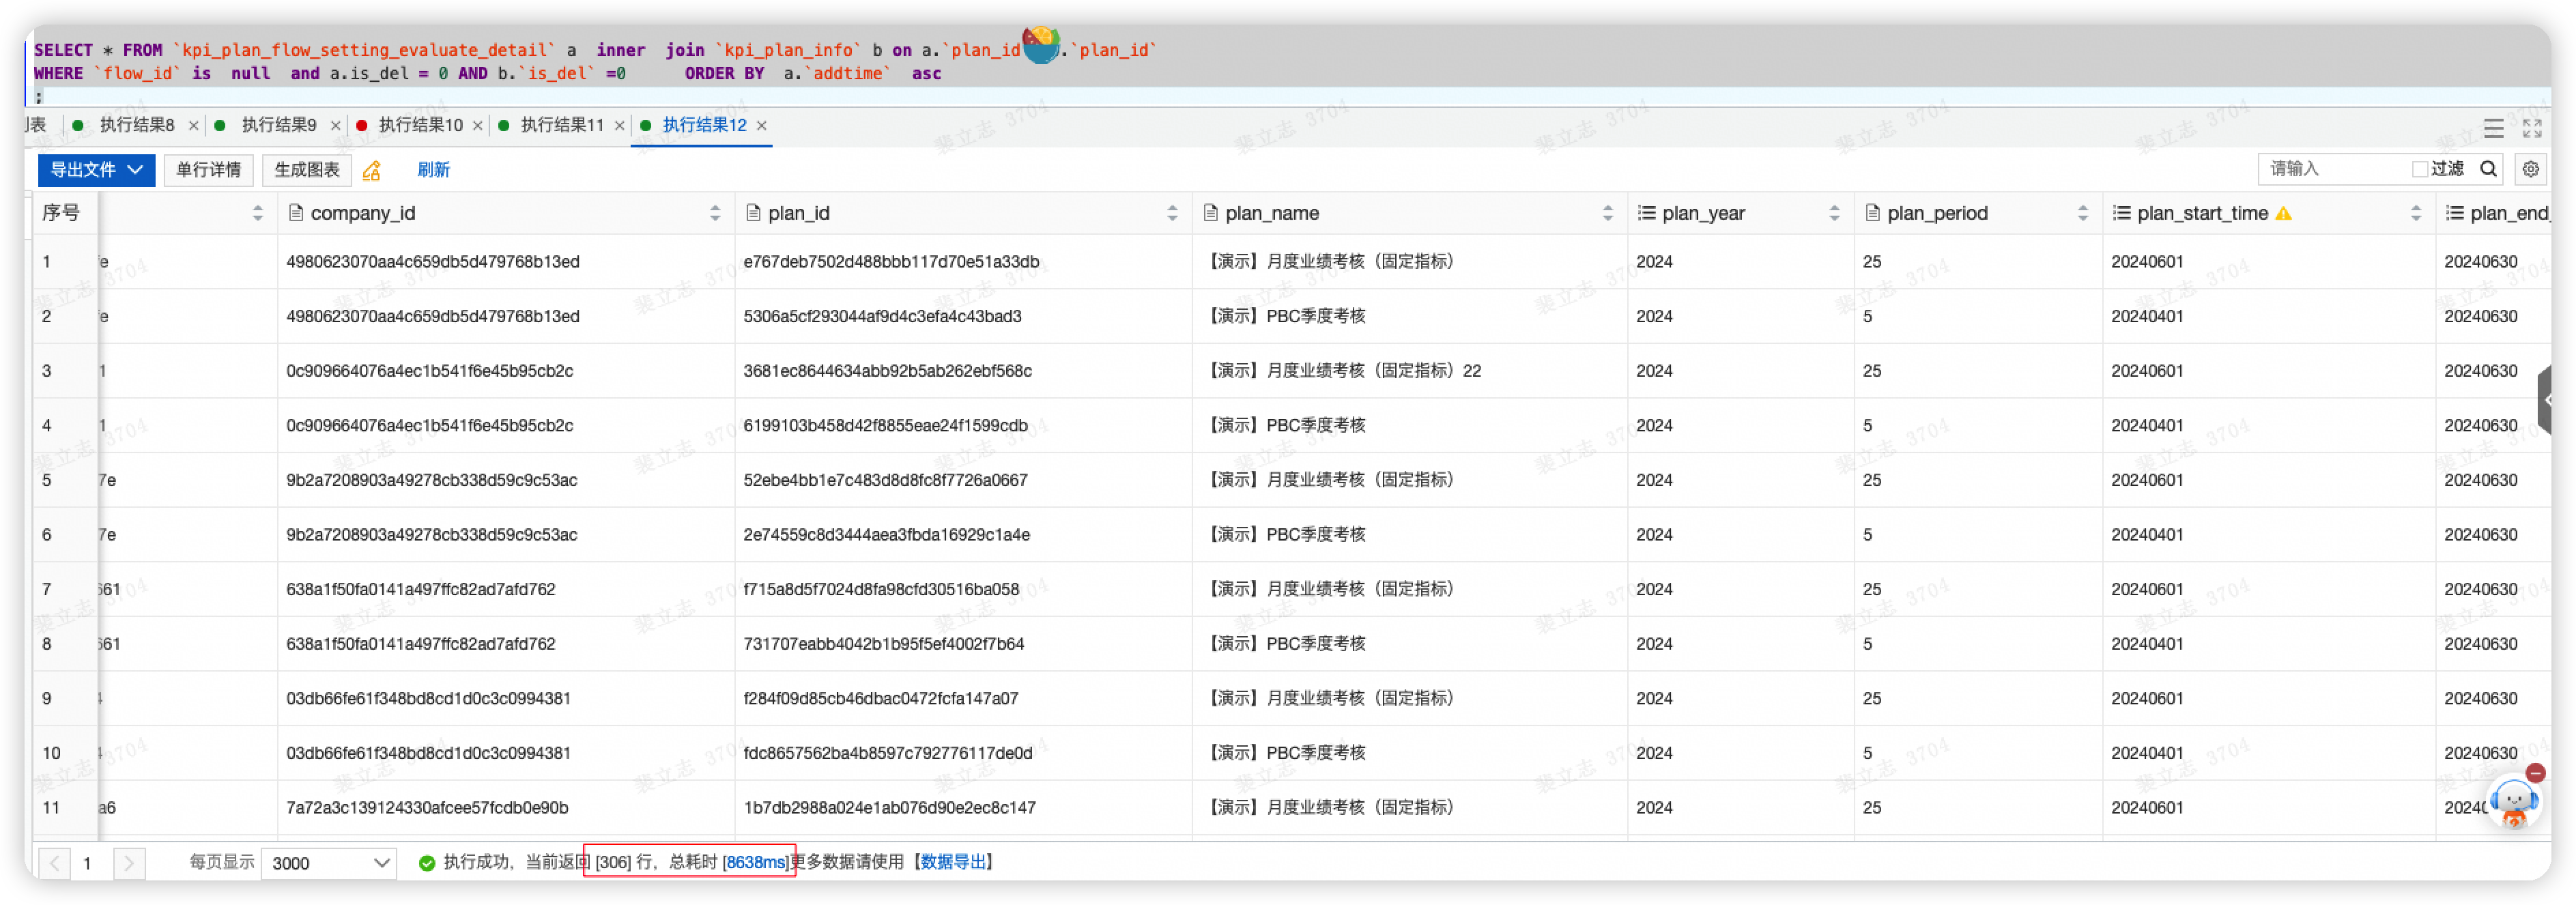 SELECT * FROM `kpi_plan_flow_setting_evaluate_detail` a inner join `kpi_plan_info` b on a.`plan_id .`plan_id`
WHERE `flow_id` is null and a.is_del = 0 AND b.`is_del` =0 ORDER BY a.`addtime` asc
;
列表 执行结果8 × 执行结果9 × 执行结果10 × 执行结果11 × 执行结果12 ×
导出文件 单行详情 生成图表 刷新 请输入 过滤
序号 company_id plan_id plan_name plan_year plan_period plan_start_time plan_end_
1 fe 4980623070aa4c659db5d479768b13ed e767deb7502d488bbb117d70e51a33db 【演示】月度业绩考核（固定指标） 2024 25 20240601 20240630
2 fe 4980623070aa4c659db5d479768b13ed 5306a5cf293044af9d4c3efa4c43bad3 【演示】PBC季度考核 2024 5 20240401 20240630
3 1 0c909664076a4ec1b541f6e45b95cb2c 3681ec8644634abb92b5ab262ebf568c 【演示】月度业绩考核（固定指标）22 2024 25 20240601 20240630
4 1 0c909664076a4ec1b541f6e45b95cb2c 6199103b458d42f8855eae24f1599cdb 【演示】PBC季度考核 2024 5 20240401 20240630
5 7e 9b2a7208903a49278cb338d59c9c53ac 52ebe4bb1e7c483d8d8fc8f7726a0667 【演示】月度业绩考核（固定指标） 2024 25 20240601 20240630
6 7e 9b2a7208903a49278cb338d59c9c53ac 2e74559c8d3444aea3fbda16929c1a4e 【演示】PBC季度考核 2024 5 20240401 20240630
7 661 638a1f50fa0141a497ffc82ad7afd762 f715a8d5f7024d8fa98cfd30516ba058 【演示】月度业绩考核（固定指标） 2024 25 20240601 20240630
8 661 638a1f50fa0141a497ffc82ad7afd762 731707eabb4042b1b95f5ef4002f7b64 【演示】PBC季度考核 2024 5 20240401 20240630
9 4 03db66fe61f348bd8cd1d0c3c0994381 f284f09d85cb46dbac0472fcfa147a07 【演示】月度业绩考核（固定指标） 2024 25 20240601 20240630
10 4 03db66fe61f348bd8cd1d0c3c0994381 fdc8657562ba4b8597c792776117de0d 【演示】PBC季度考核 2024 5 20240401 20240630
11 a6 7a72a3c139124330afcee57fcdb0e90b 1b7db2988a024e1ab076d90e2ec8c147 【演示】月度业绩考核（固定指标） 2024 25 20240601 20240
1 每页显示 3000 执行成功，当前返回 [306] 行，总耗时 [8638ms]更多数据请使用【数据导出】
裴立志 3704